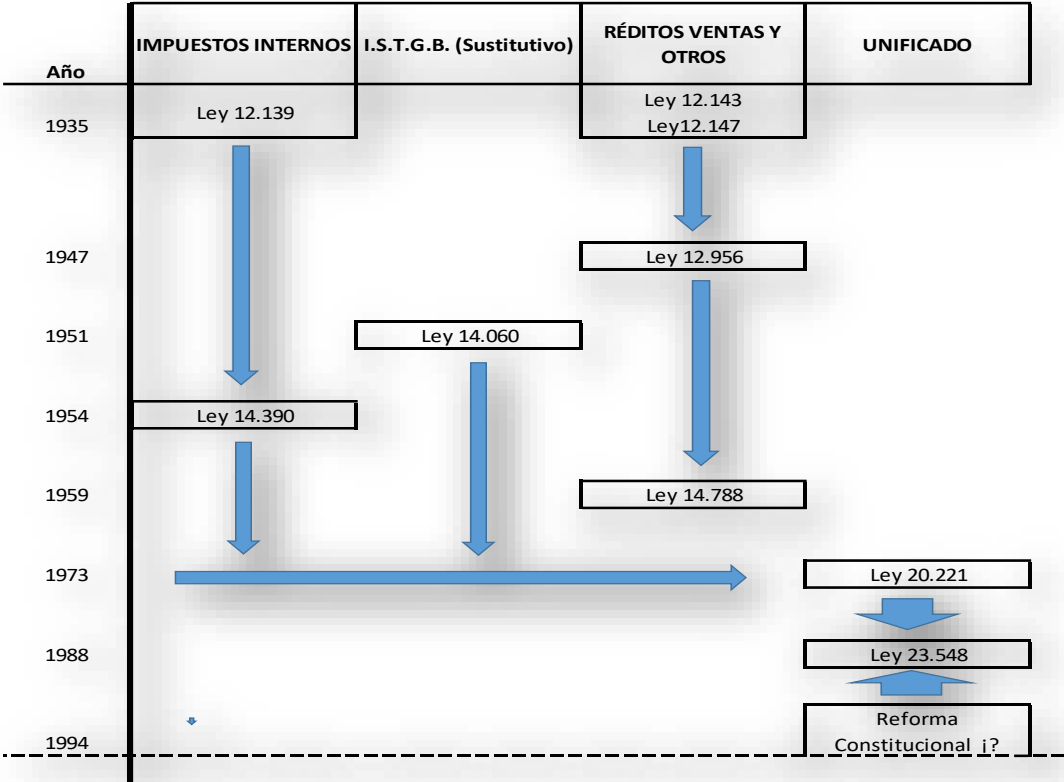 IMPUESTOS INTERNOS
I.S.T.G.B. (Sustitutivo)
RÉDITOS VENTAS Y
OTROS
UNIFICADO
Año
1935
Ley 12.139
Ley 12.143
Ley12.147
1947
Ley 12.956
1951
Ley 14.060
1954
Ley 14.390
1959
Ley 14.788
1973
Ley 20.221
1988
Ley 23.548
1994
Reforma
Constitucional ¡?